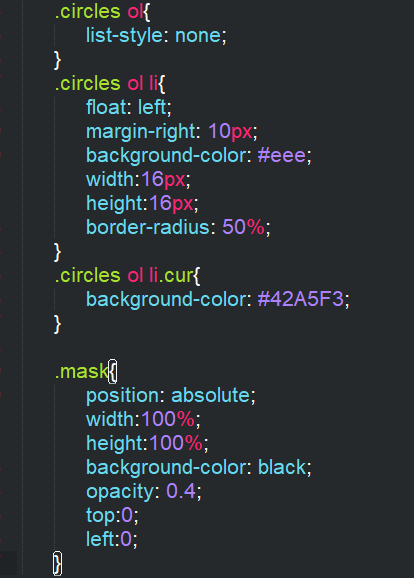 .circles ol{
list-style: none;
}
.circles ol li{
float: left;
margin-right: 10px;
background-color: #eee;
width:16px;
height:16px;
border-radius: 50%;
}
.circles ol li.cur{
background-color: #42A5F3;
}
.mask{
position: absolute;
width:100%;
height:100%;
background-color: black;
opacity: 0.4;
top:0;
left:0;
}